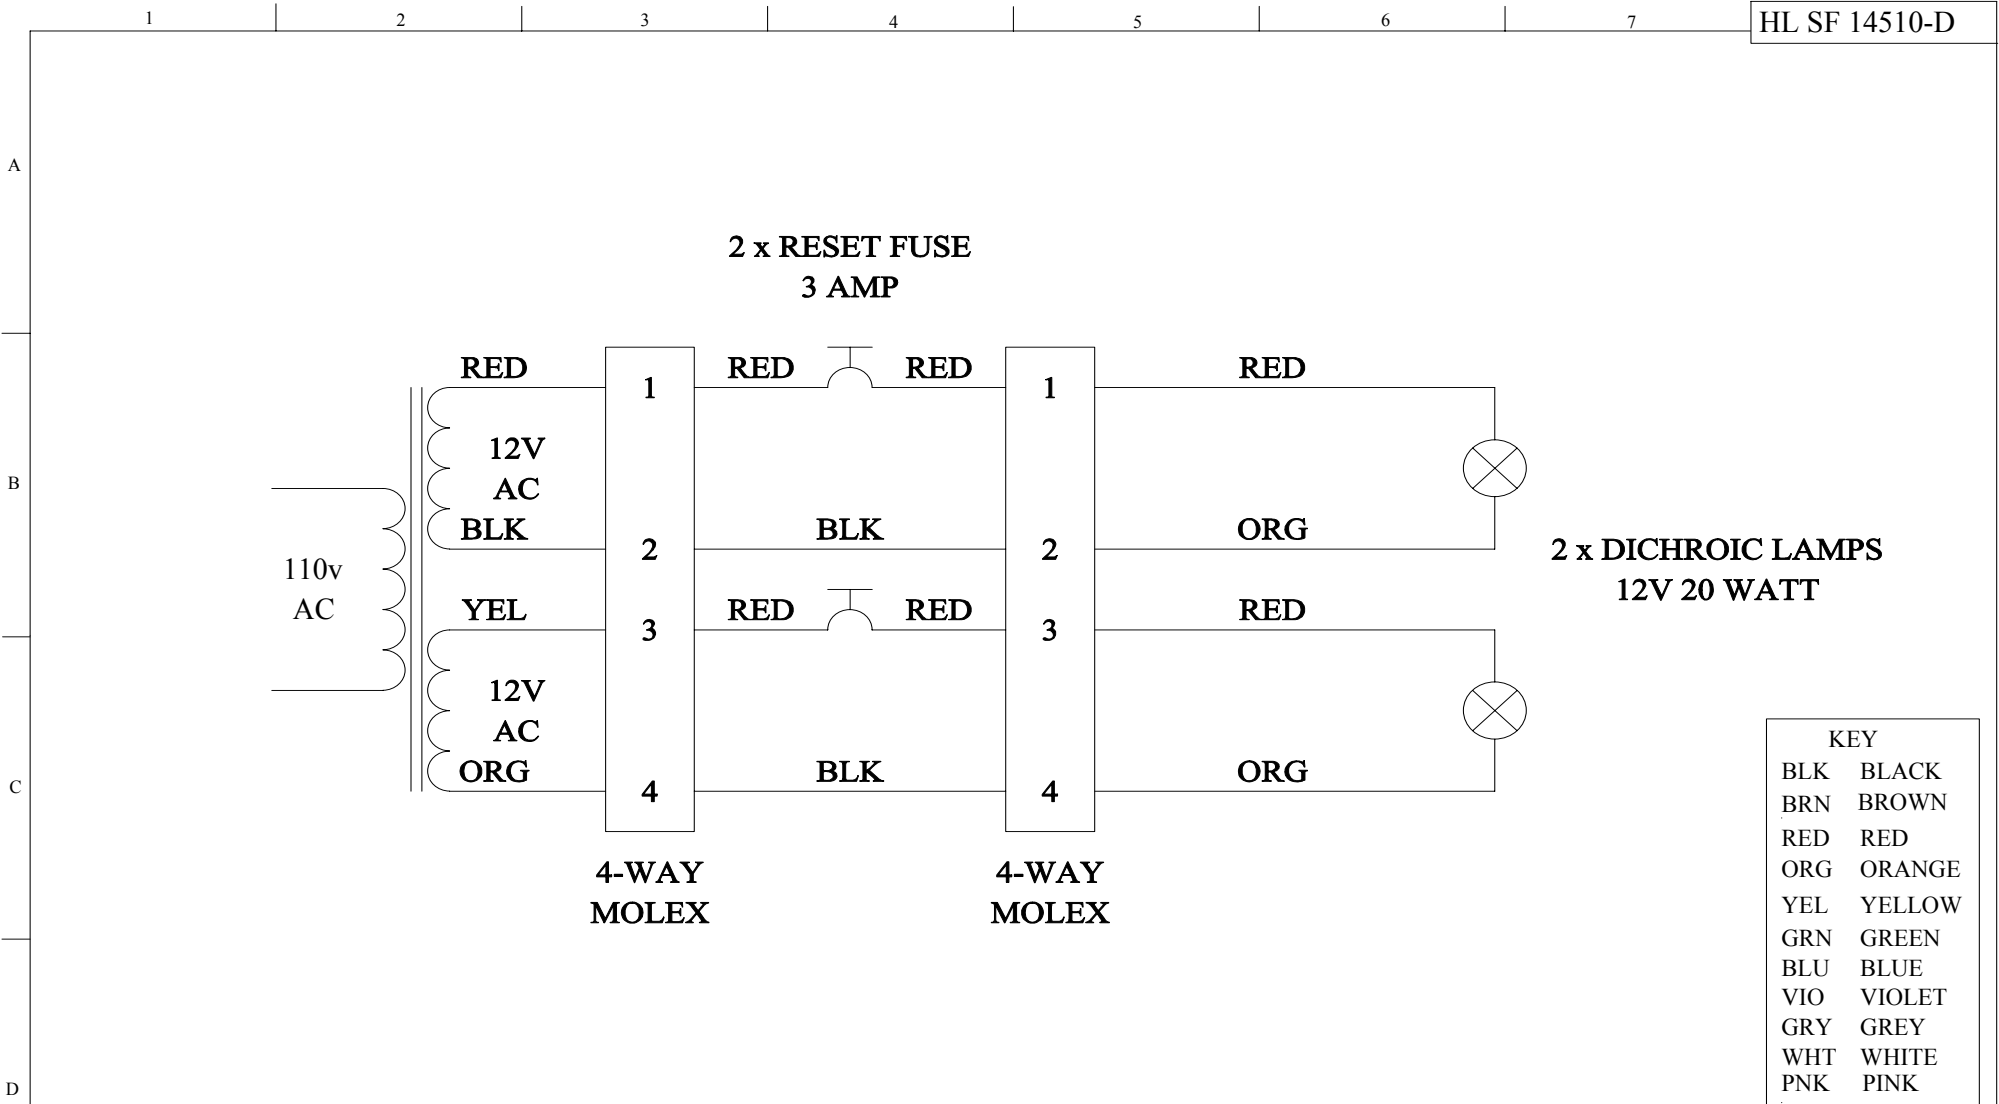 1 2 3 4 5 6 7
HL SF 14510-D
A
2 x RESET FUSE
3 AMP
RED RED RED RED
1 1
12V
AC
B
BLK BLK ORG
2 2
2 x DICHROIC LAMPS
12V 20 WATT
110v
AC
YEL RED RED RED
3 3
12V
AC
ORG BLK ORG
4 4
C
4-WAY
MOLEX
4-WAY
MOLEX
KEY
BLK BLACK
BRN BROWN
RED RED
ORG ORANGE
YEL YELLOW
GRN GREEN
BLU BLUE
VIO VIOLET
GRY GREY
WHT WHITE
PNK PINK
D